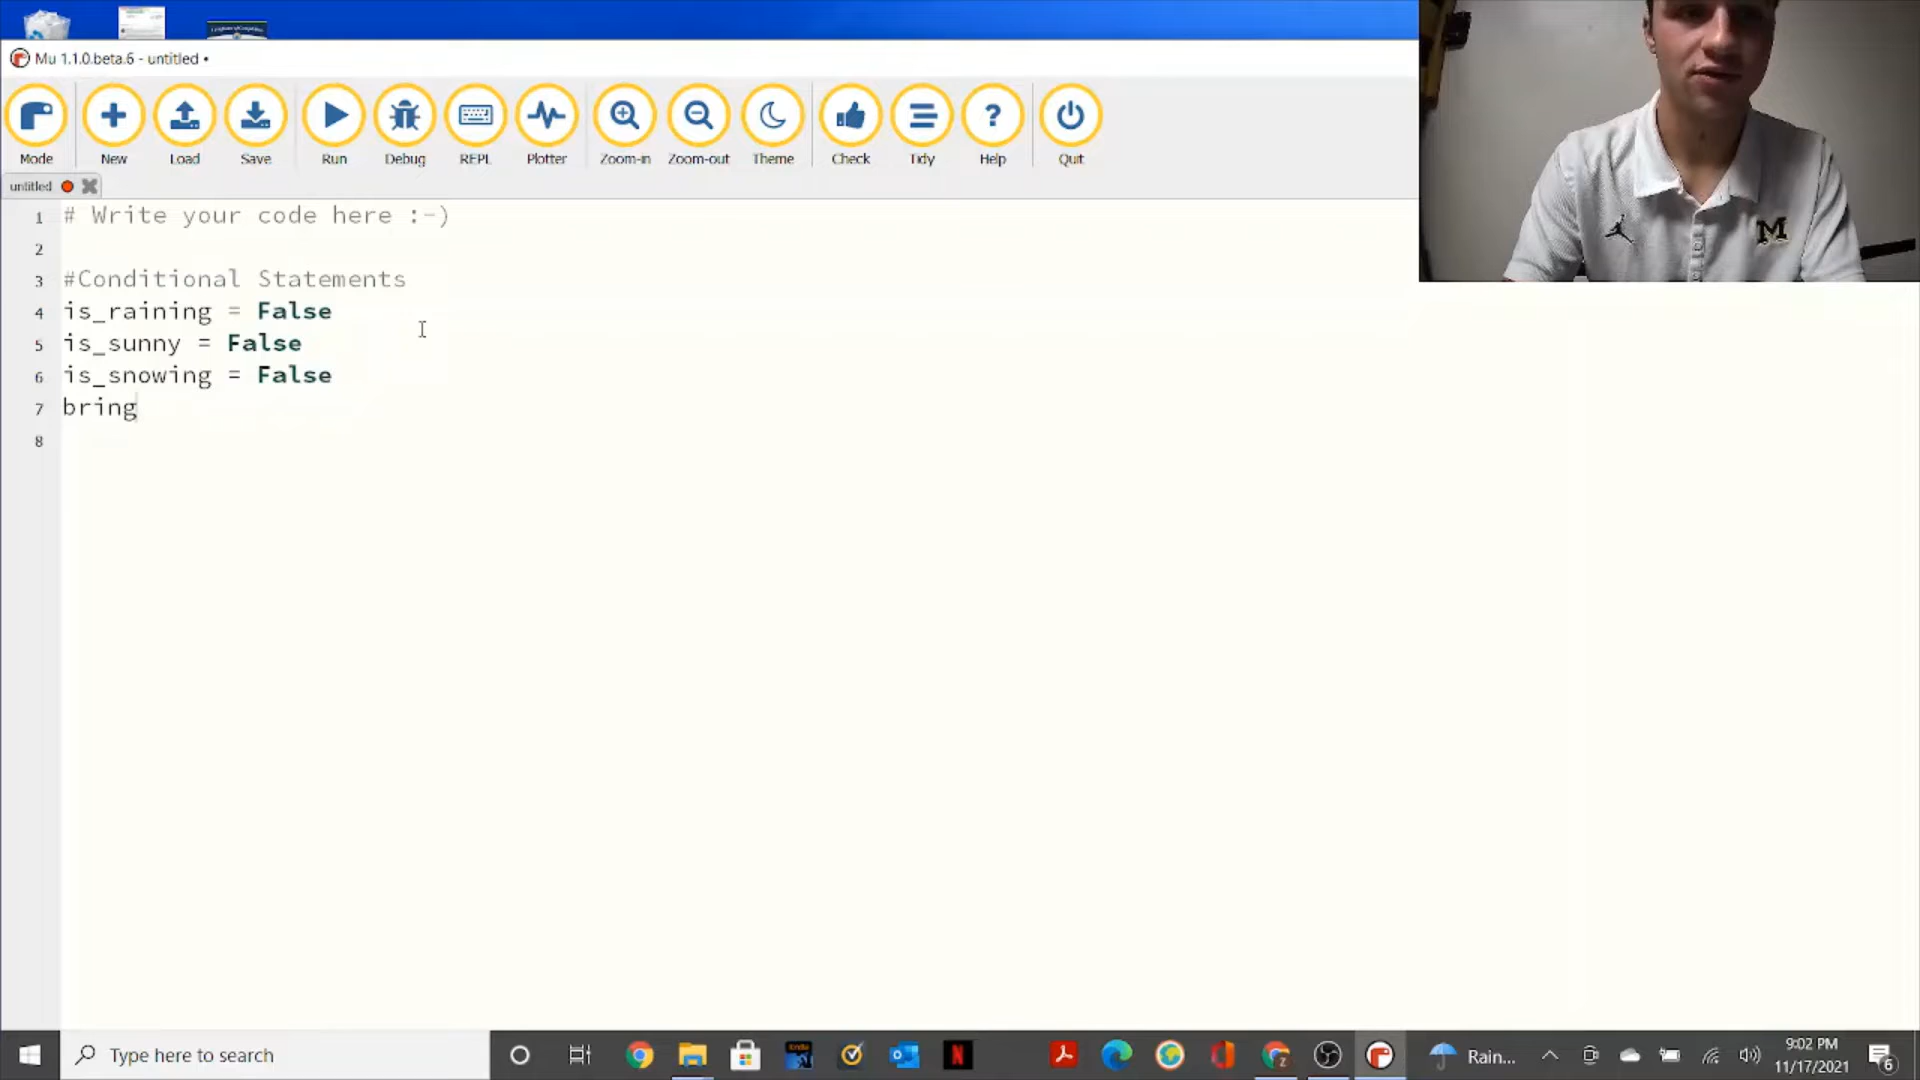 Mu 1.1.0.beta.6 - untitled •
Mode New Load Save Run Debug REPL Plotter Zoom-in Zoom-out Theme Check Tidy Help Quit
untitled
1 # Write your code here :-)
2
3 #Conditional Statements
4 is_raining = False
5 is_sunny = False
6 is_snowing = False
7 bring
8
M
Type here to search
Rain...
9:02 PM
11/17/2021
6